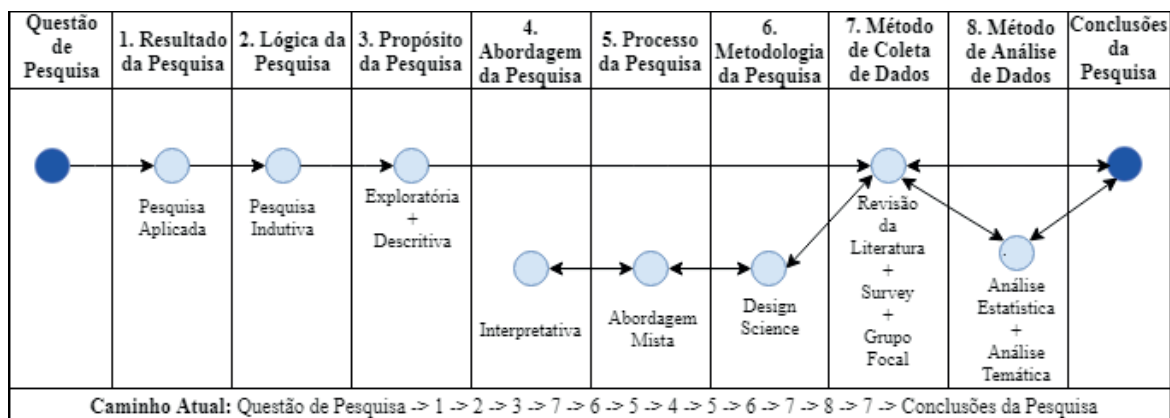 Questão
de
Pesquisa
1. Resultado
da Pesquisa
2. Lógica da
Pesquisa
3. Propósito
da Pesquisa
4.
Abordagem
da Pesquisa
5. Processo
da Pesquisa
6.
Metodologia
da Pesquisa
7. Método
de Coleta
de Dados
8. Método
de Análise
de Dados
Conclusões
da
Pesquisa
Pesquisa
Aplicada
Pesquisa
Indutiva
Exploratória
+
Descritiva
Interpretativa
Abordagem
Mista
Design
Science
Revisão
da
Literatura
+
Survey
+
Grupo
Focal
Análise
Estatística
+
Análise
Temática
Caminho Atual: Questão de Pesquisa -> 1 -> 2 -> 3 -> 7 -> 6 -> 5 -> 4 -> 5 -> 6 -> 7 -> 8 -> 7 -> Conclusões da Pesquisa